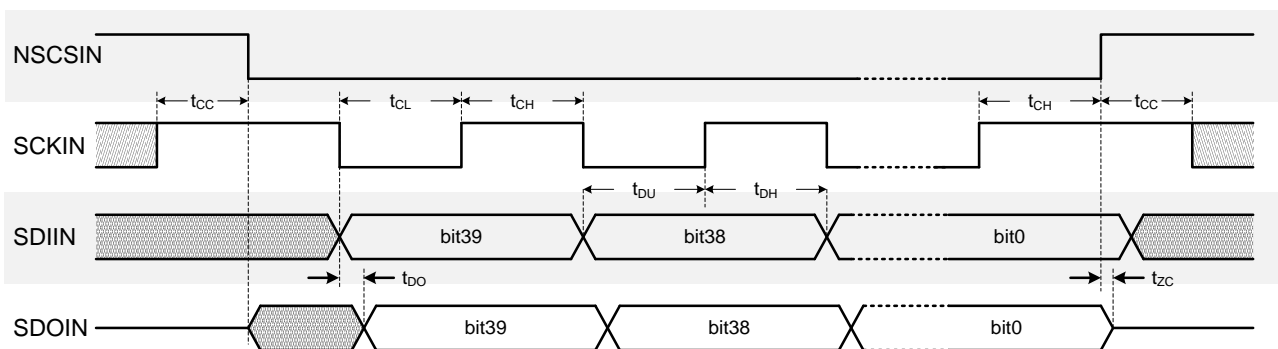 NSCSIN
tCC tCL tCH tCH tCC
SCKIN
tDU tDH
SDIIN bit39 bit38 bit0
tDO tZC
SDOIN bit39 bit38 bit0